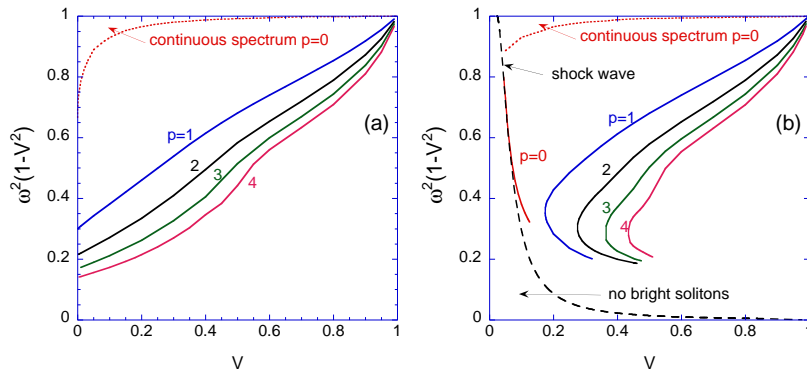 continuous spectrum p=0
(a)
p=1
2
3
4
ω²(1-V²)
1
0.8
0.6
0.4
0.2
0
0 0.2 0.4 0.6 0.8 1
V
continuous spectrum p=0
shock wave
(b)
p=1
p=0
2
3
4
no bright solitons
ω²(1-V²)
1
0.8
0.6
0.4
0.2
0
0 0.2 0.4 0.6 0.8 1
V